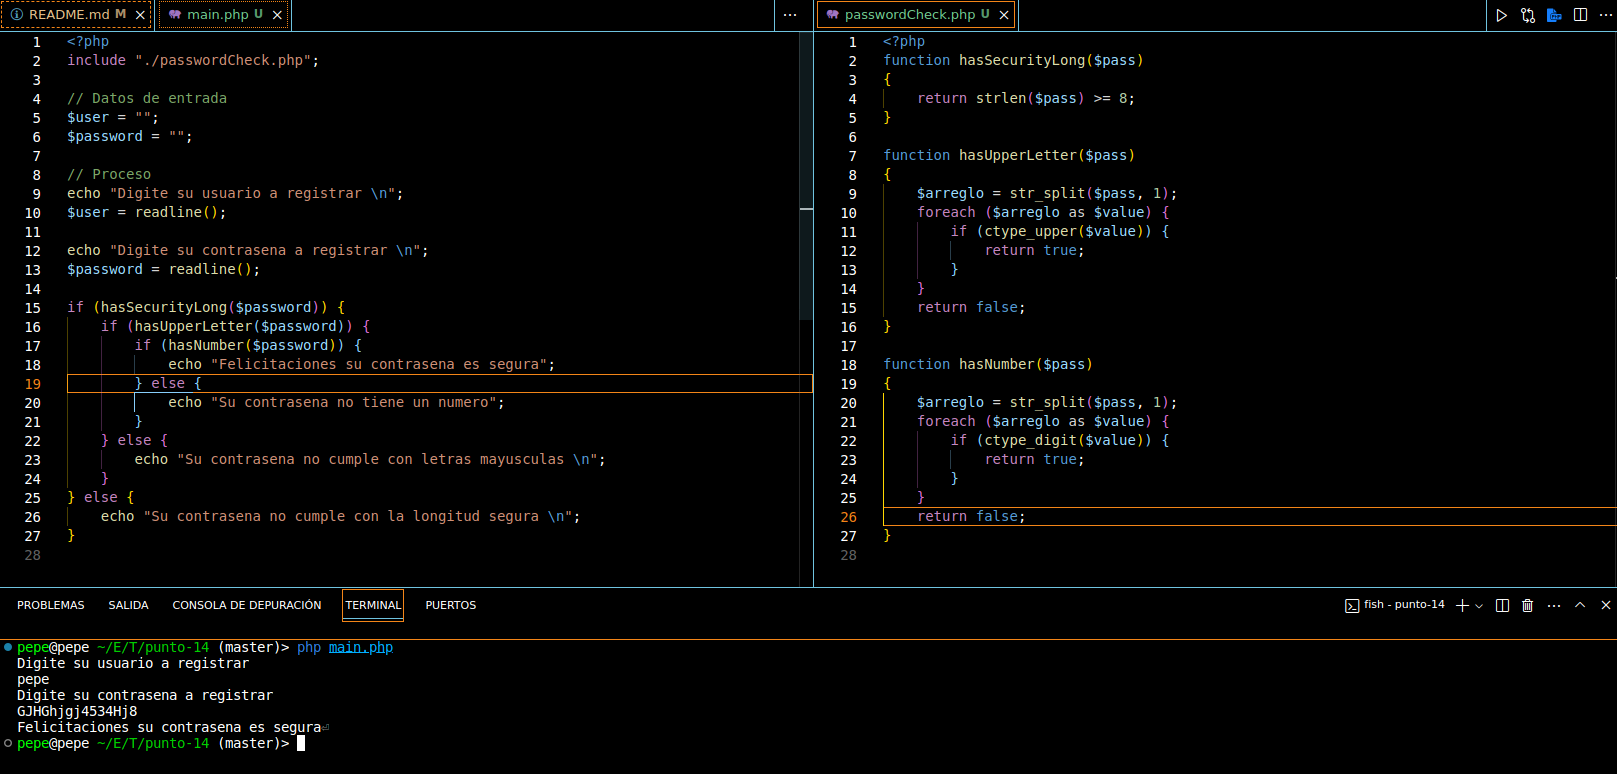 README.md M
main.php U
passwordCheck.php U
1 <?php
2 include "./passwordCheck.php";
3
4 // Datos de entrada
5 $user = "";
6 $password = "";
7
8 // Proceso
9 echo "Digite su usuario a registrar \n";
10 $user = readline();
11
12 echo "Digite su contrasena a registrar \n";
13 $password = readline();
14
15 if (hasSecurityLong($password)) {
16     if (hasUpperLetter($password)) {
17         if (hasNumber($password)) {
18             echo "Felicitaciones su contrasena es segura";
19         } else {
20             echo "Su contrasena no tiene un numero";
21         }
22     } else {
23         echo "Su contrasena no cumple con letras mayusculas \n";
24     }
25 } else {
26     echo "Su contrasena no cumple con la longitud segura \n";
27 }
28
1 <?php
2 function hasSecurityLong($pass)
3 {
4     return strlen($pass) >= 8;
5 }
6
7 function hasUpperLetter($pass)
8 {
9     $arreglo = str_split($pass, 1);
10     foreach ($arreglo as $value) {
11         if (ctype_upper($value)) {
12             return true;
13         }
14     }
15     return false;
16 }
17
18 function hasNumber($pass)
19 {
20     $arreglo = str_split($pass, 1);
21     foreach ($arreglo as $value) {
22         if (ctype_digit($value)) {
23             return true;
24         }
25     }
26     return false;
27 }
28
PROBLEMAS SALIDA CONSOLA DE DEPURACIÓN TERMINAL PUERTOS
fish - punto-14
pepe@pepe ~/E/T/punto-14 (master)> php main.php
Digite su usuario a registrar
pepe
Digite su contrasena a registrar
GJHGhjgj4534Hj8
Felicitaciones su contrasena es segura⏎
pepe@pepe ~/E/T/punto-14 (master)>